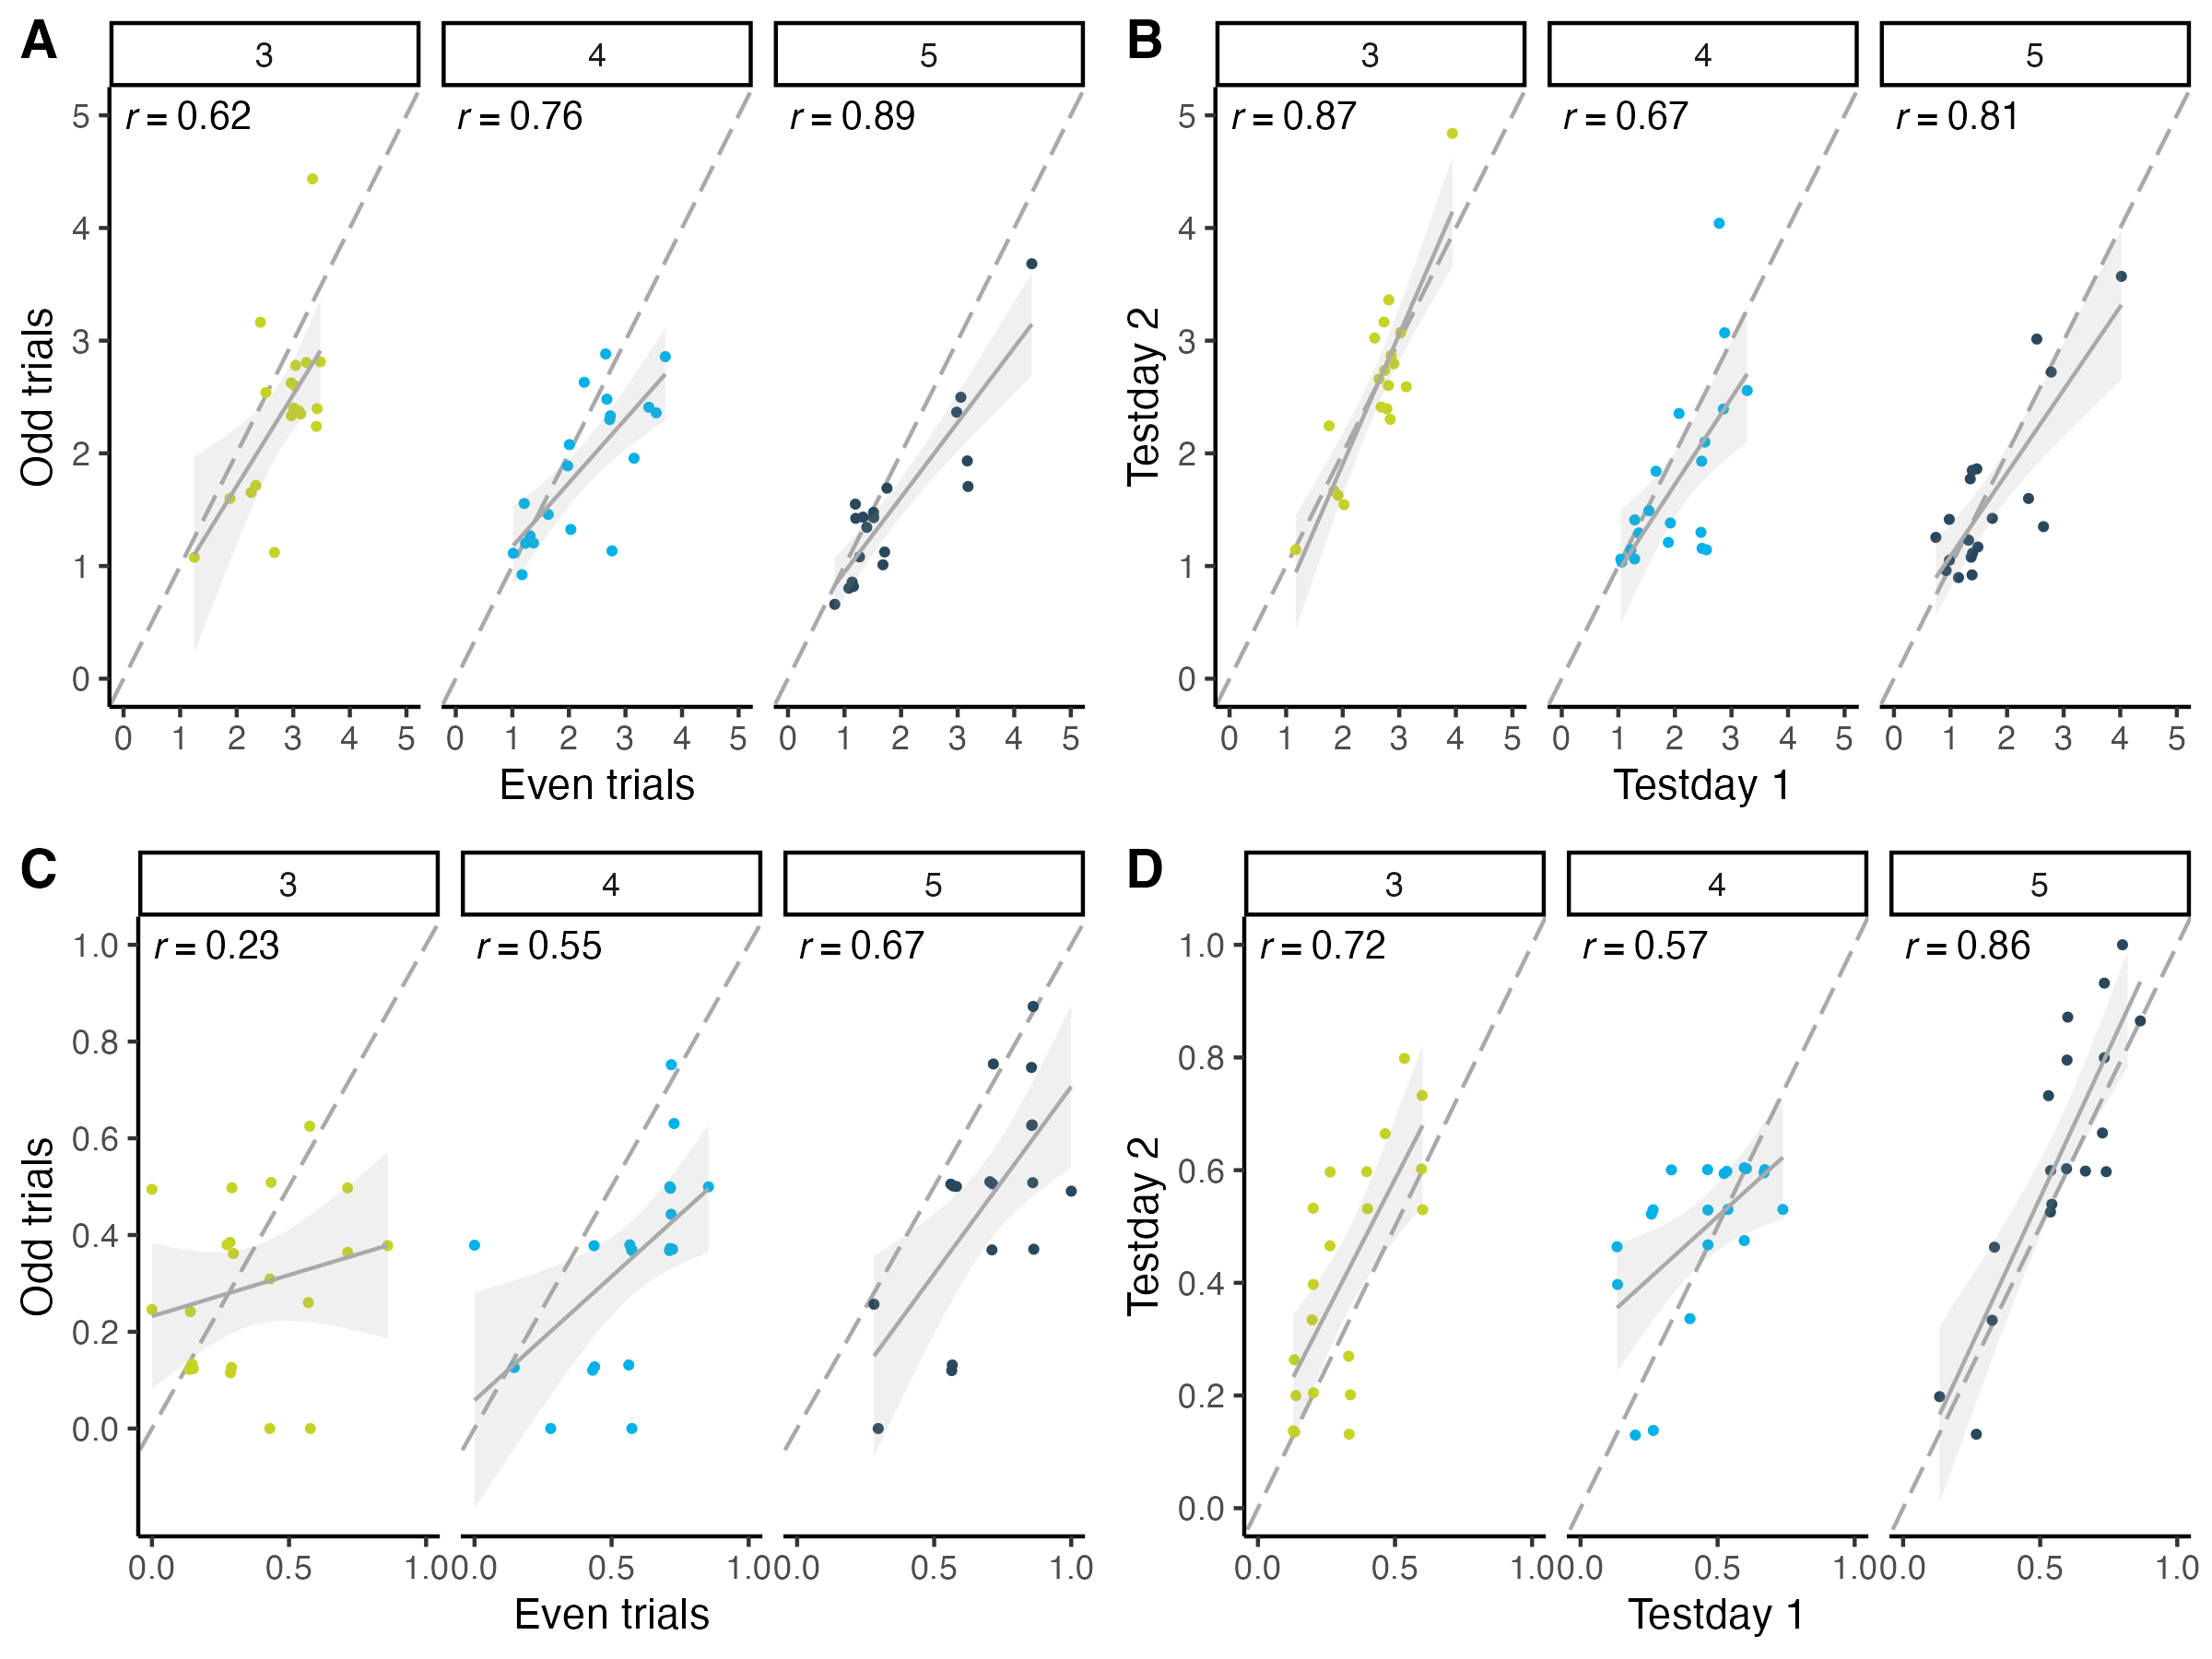 A
3
4
5
r = 0.62
r = 0.76
r = 0.89
Odd trials
5
4
3
2
1
0
0 1 2 3 4 5
0 1 2 3 4 5
0 1 2 3 4 5
Even trials
B
3
4
5
r = 0.87
r = 0.67
r = 0.81
Testday 2
5
4
3
2
1
0
0 1 2 3 4 5
0 1 2 3 4 5
0 1 2 3 4 5
Testday 1
C
3
4
5
r = 0.23
r = 0.55
r = 0.67
Odd trials
1.0
0.8
0.6
0.4
0.2
0.0
0.0 0.5 1.0
0.0 0.5 1.0
0.0 0.5 1.0
Even trials
D
3
4
5
r = 0.72
r = 0.57
r = 0.86
Testday 2
1.0
0.8
0.6
0.4
0.2
0.0
0.0 0.5 1.0
0.0 0.5 1.0
0.0 0.5 1.0
Testday 1